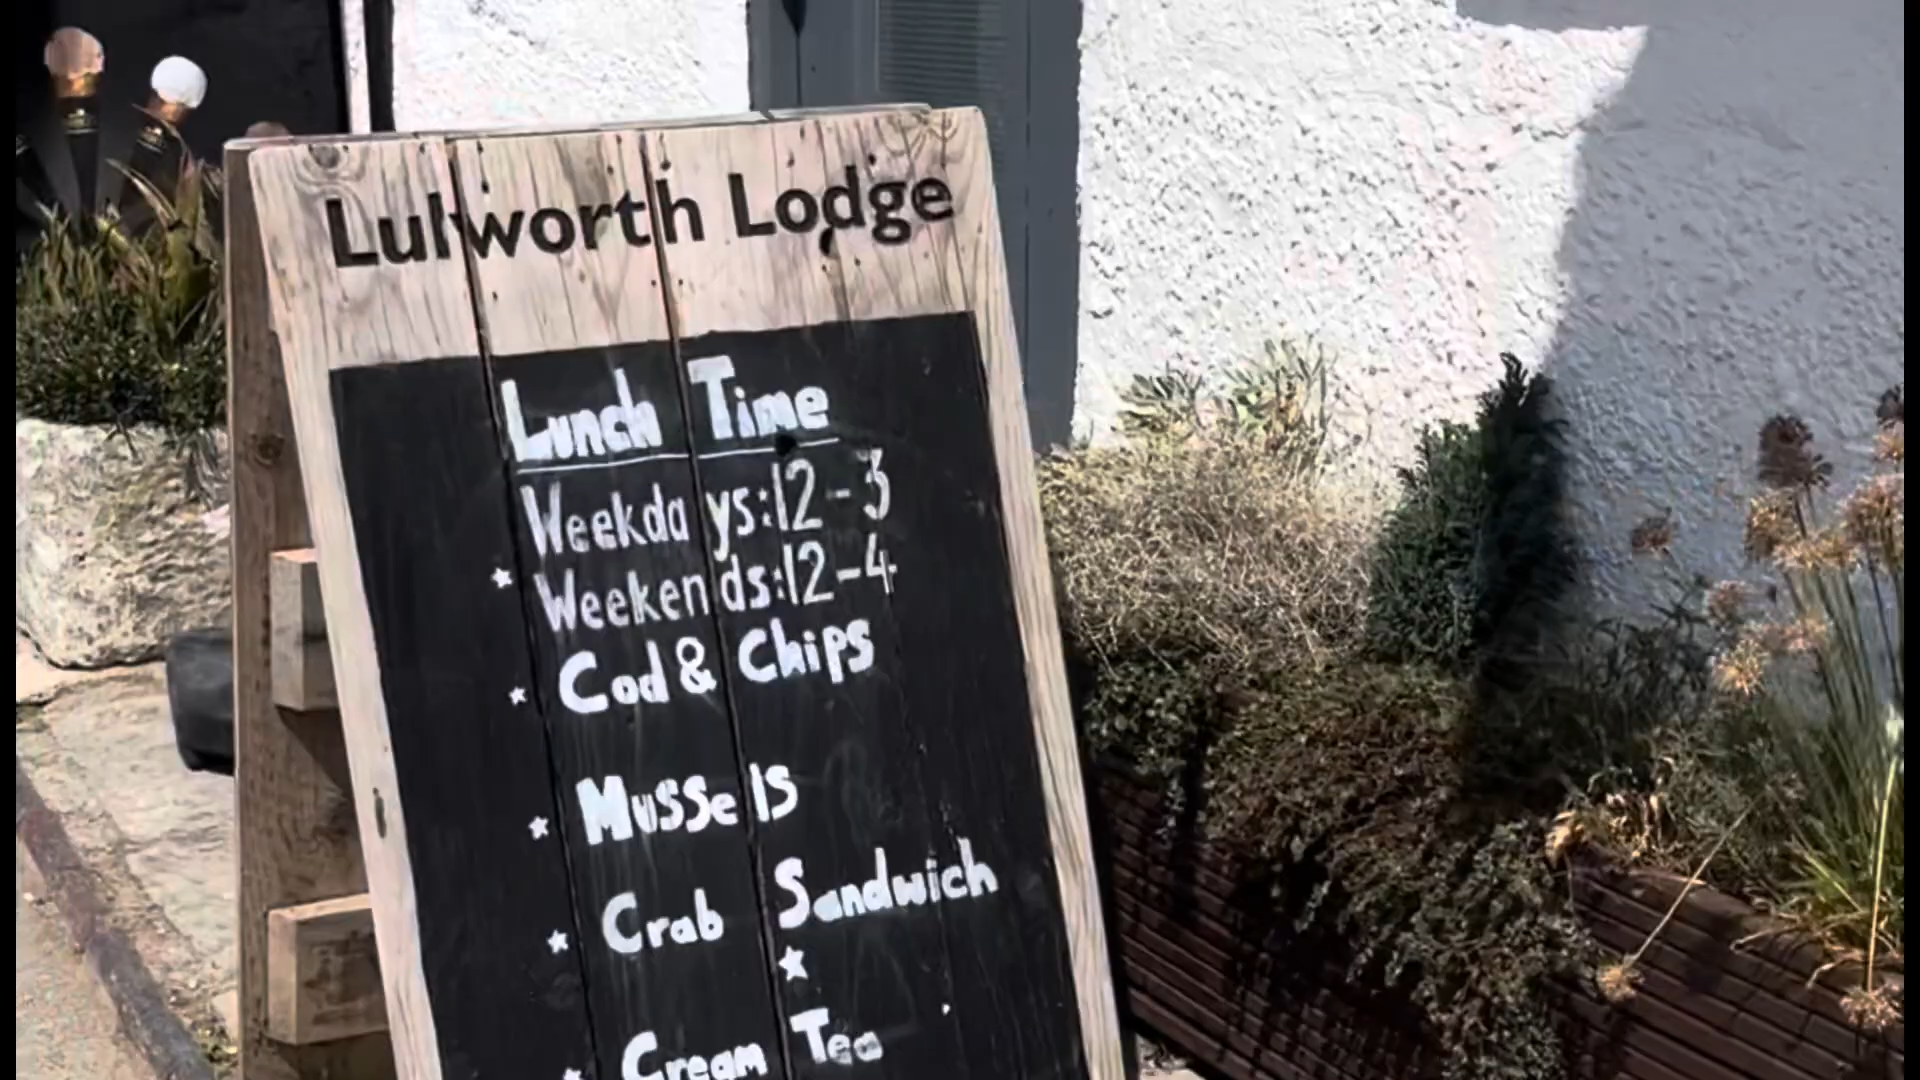 Lulworth Lodge
Lunch Time
Weekdays:12-3
Weekends:12-4
Cod & Chips
Mussels
Crab Sandwich
Cream Tea